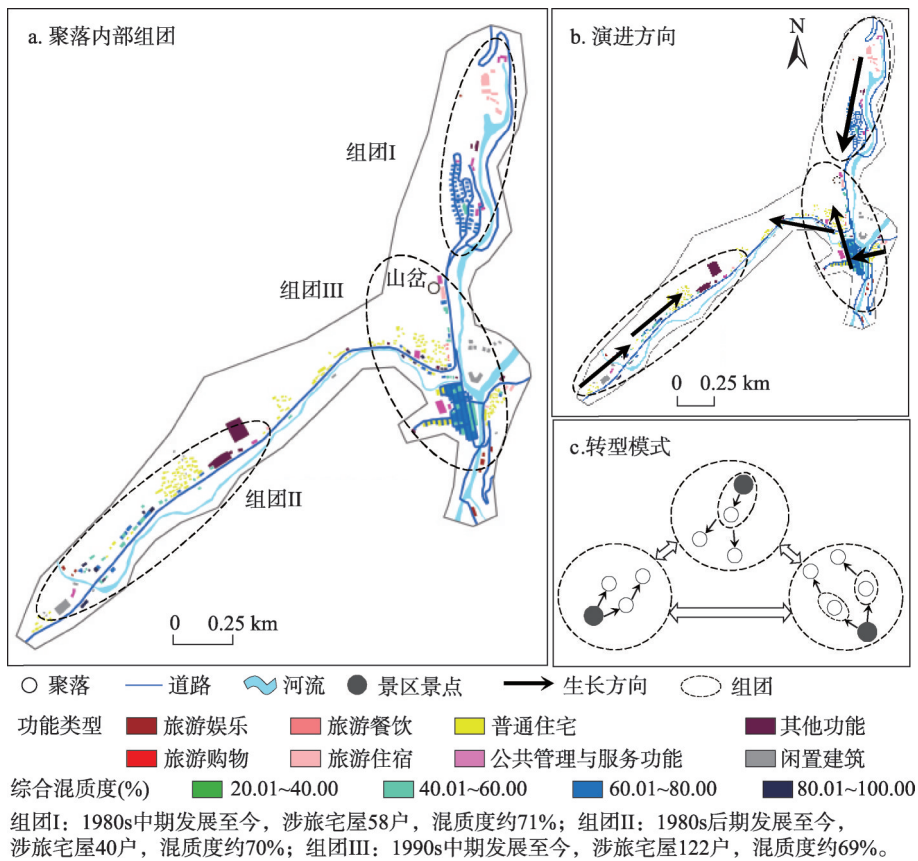 a. 聚落内部组团
组团I
组团III
山岔
组团II
0 0.25 km
b. 演进方向
N
0 0.25 km
c.转型模式
聚落 道路 河流 景区景点 生长方向 组团
功能类型 旅游娱乐 旅游餐饮 普通住宅 其他功能
旅游购物 旅游住宿 公共管理与服务功能 闲置建筑
综合混质度(%) 20.01~40.00 40.01~60.00 60.01~80.00 80.01~100.00
组团I：1980s中期发展至今，涉旅宅屋58户，混质度约71%；组团II：1980s后期发展至今，
涉旅宅屋40户，混质度约70%；组团III：1990s中期发展至今，涉旅宅屋122户，混质度约69%。